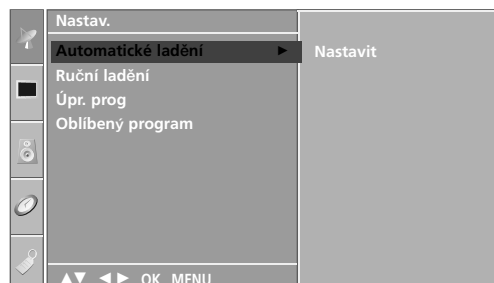 Nastav.
Automatické ladění ► Nastavit
Ruční ladění
Úpr. prog
Oblíbený program
▲▼ ◄► OK MENU